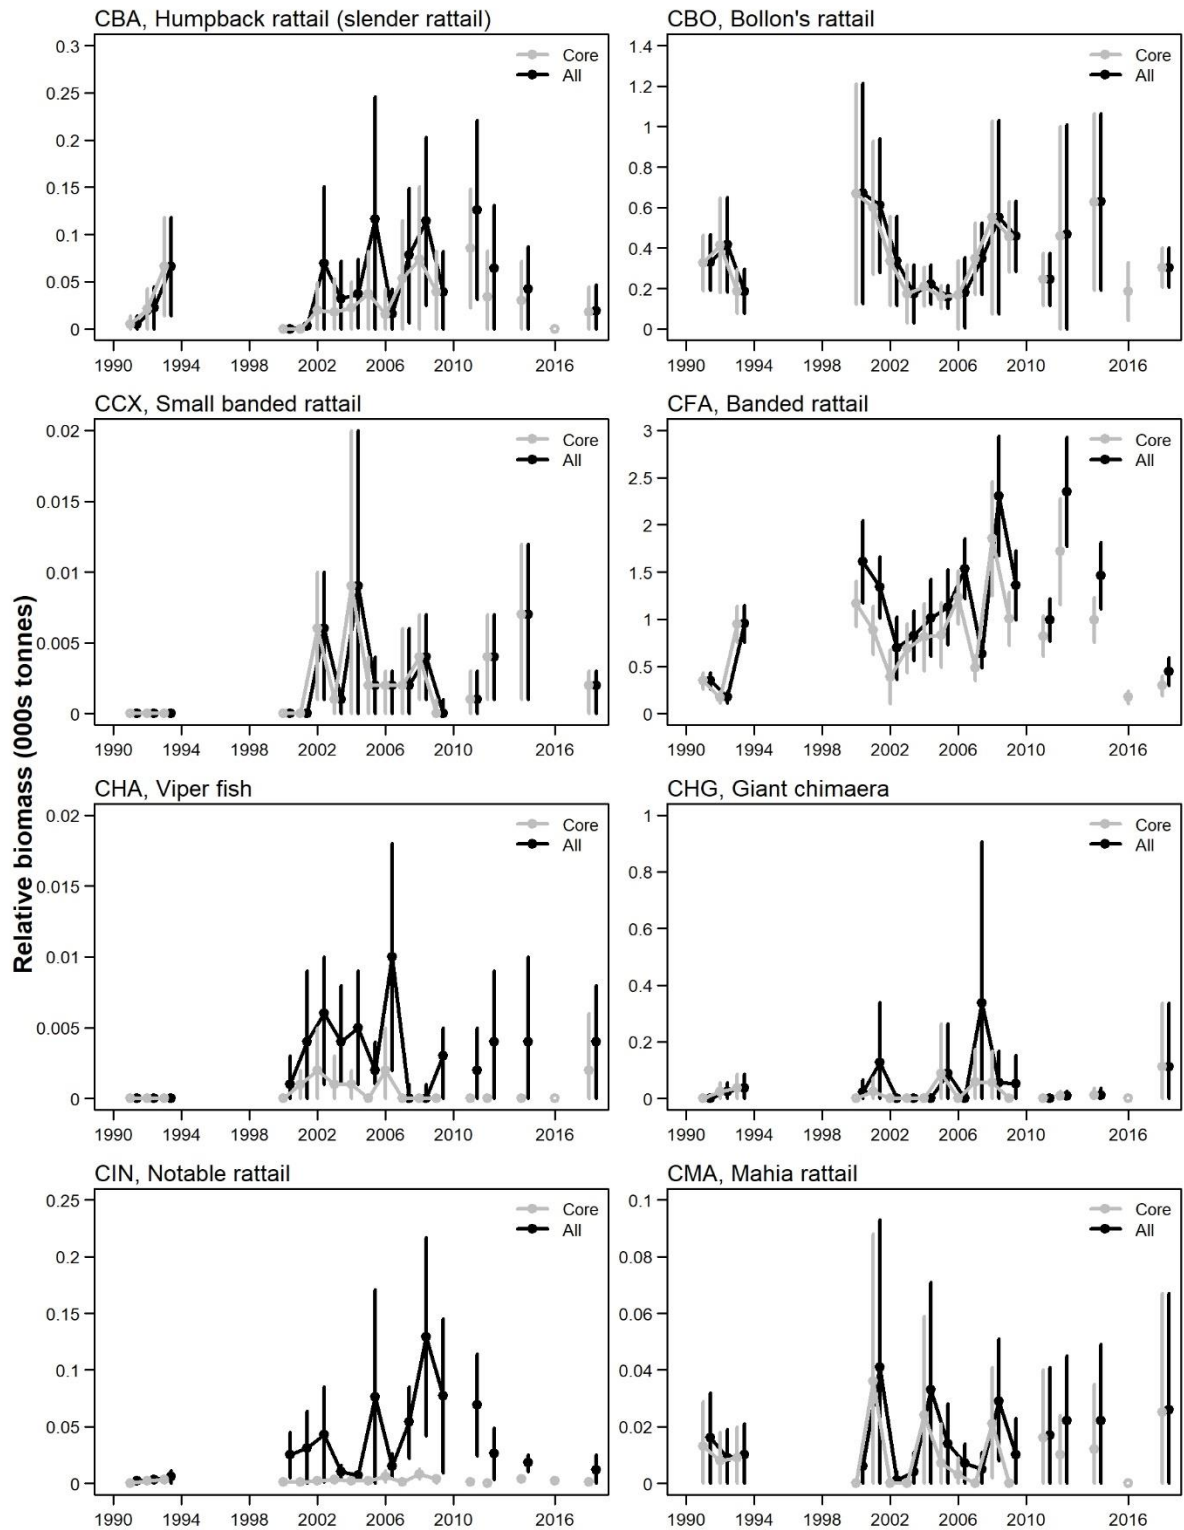 CBA, Humpback rattail (slender rattail)
Core
All
0.3
0.25
0.2
0.15
0.1
0.05
0
1990 1994 1998 2002 2006 2010 2016
CBO, Bollon's rattail
Core
All
1.4
1.2
1
0.8
0.6
0.4
0.2
0
1990 1994 1998 2002 2006 2010 2016
CCX, Small banded rattail
Core
All
0.02
0.015
0.01
0.005
0
1990 1994 1998 2002 2006 2010 2016
CFA, Banded rattail
Core
All
3
2.5
2
1.5
1
0.5
0
1990 1994 1998 2002 2006 2010 2016
Relative biomass (000s tonnes)
CHA, Viper fish
Core
All
0.02
0.015
0.01
0.005
0
1990 1994 1998 2002 2006 2010 2016
CHG, Giant chimaera
Core
All
1
0.8
0.6
0.4
0.2
0
1990 1994 1998 2002 2006 2010 2016
CIN, Notable rattail
Core
All
0.25
0.2
0.15
0.1
0.05
0
1990 1994 1998 2002 2006 2010 2016
CMA, Mahia rattail
Core
All
0.1
0.08
0.06
0.04
0.02
0
1990 1994 1998 2002 2006 2010 2016